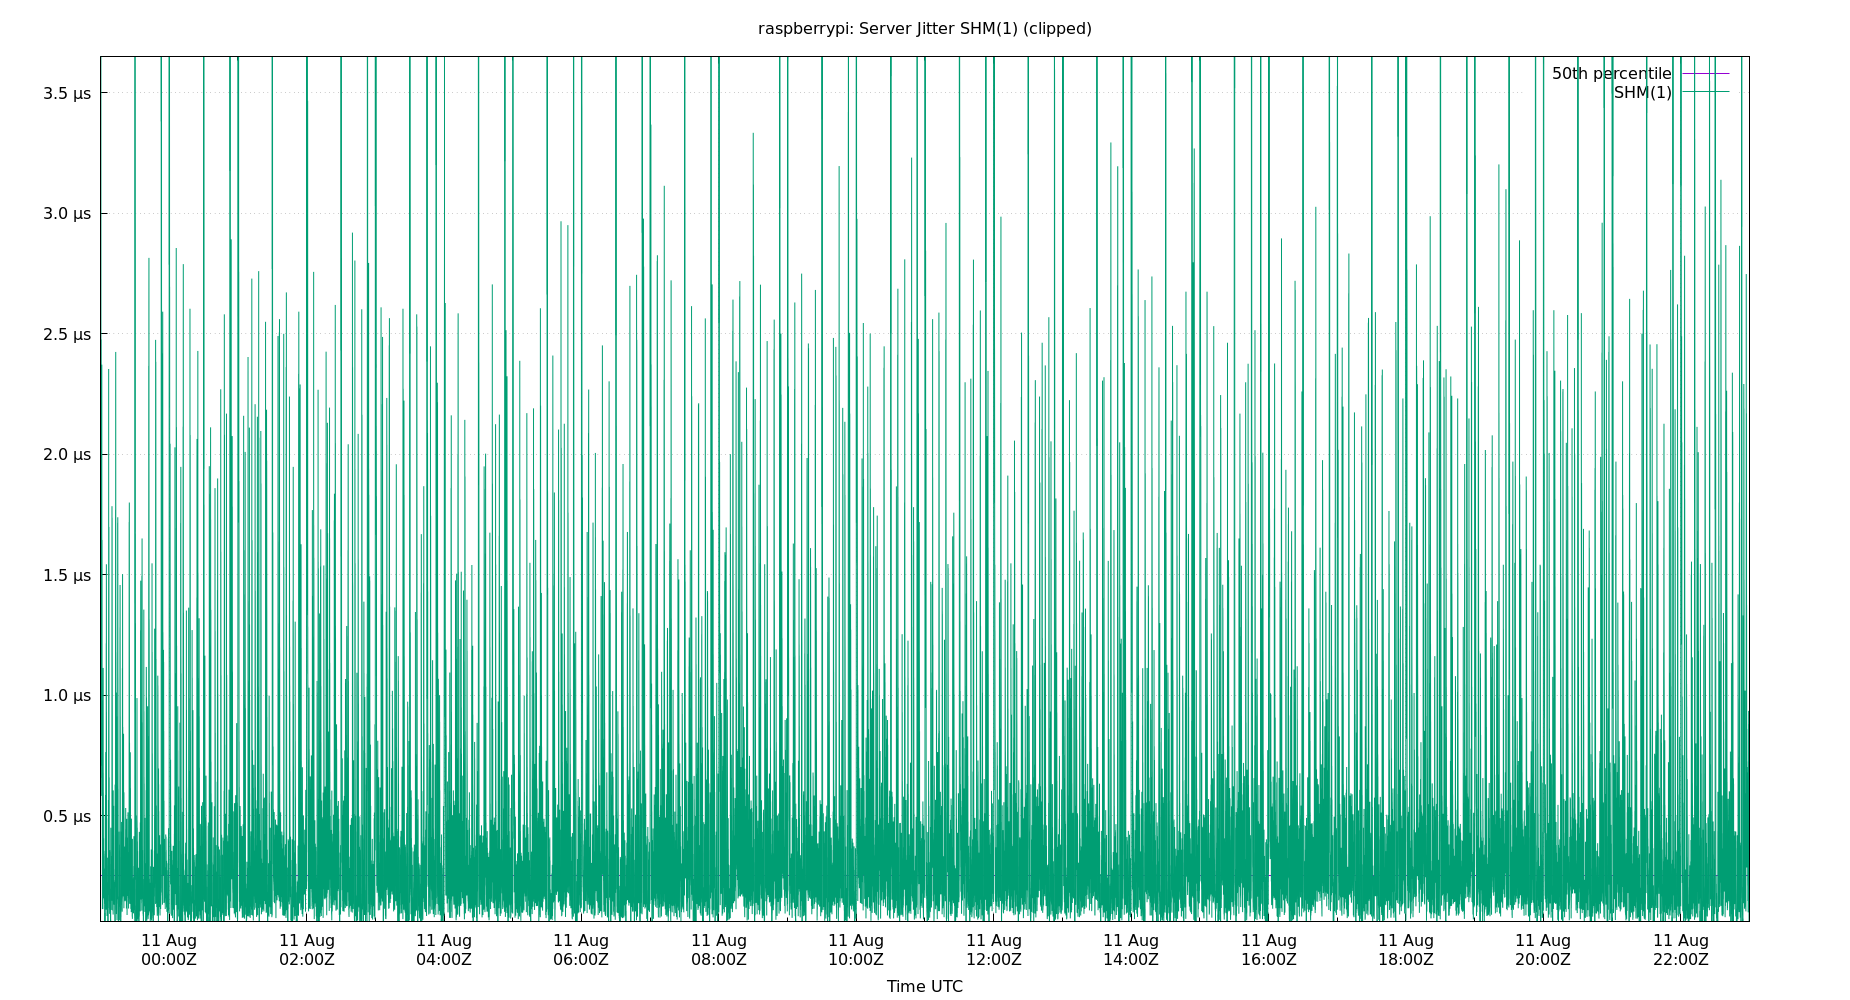 raspberrypi: Server Jitter SHM(1) (clipped)
50th percentile
SHM(1)
3.5 µs
3.0 µs
2.5 µs
2.0 µs
1.5 µs
1.0 µs
0.5 µs
11 Aug 11 Aug 11 Aug 11 Aug 11 Aug 11 Aug 11 Aug 11 Aug 11 Aug 11 Aug 11 Aug 11 Aug
00:00Z 02:00Z 04:00Z 06:00Z 08:00Z 10:00Z 12:00Z 14:00Z 16:00Z 18:00Z 20:00Z 22:00Z
Time UTC